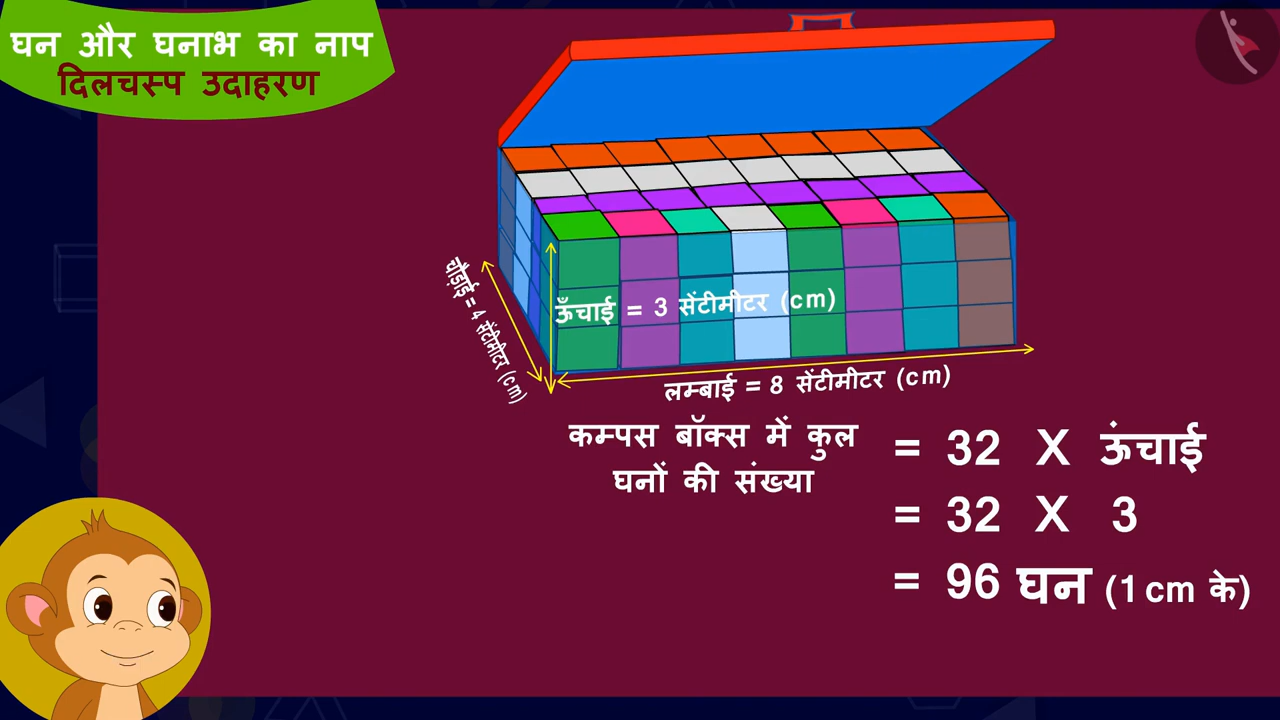 घन और घनाभ का नाप
दिलचस्प उदाहरण
चौड़ाई = 4 सेंटीमीटर (cm)
ऊँचाई = 3 सेंटीमीटर (cm)
लम्बाई = 8 सेंटीमीटर (cm)
कम्पस बॉक्स में कुल
घनों की संख्या
= 32 X ऊंचाई
= 32 X 3
= 96 घन (1 cm के)